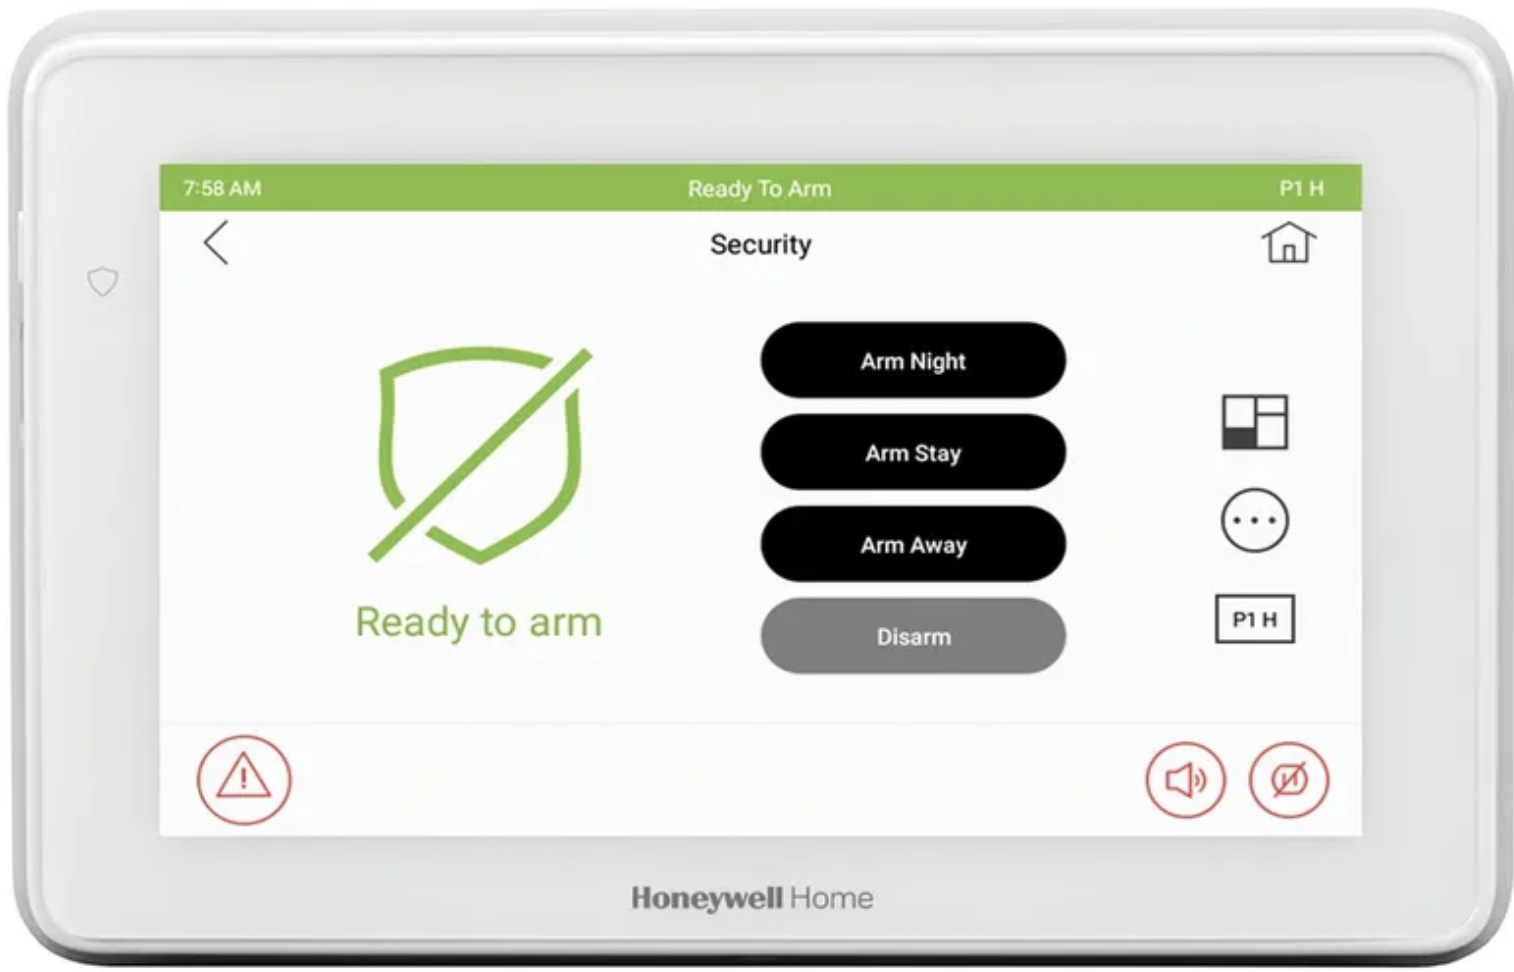 7:58 AM Ready To Arm P1 H
Security
Arm Night
Arm Stay
Arm Away
P1 H
Disarm
Ready to arm
Honeywell Home